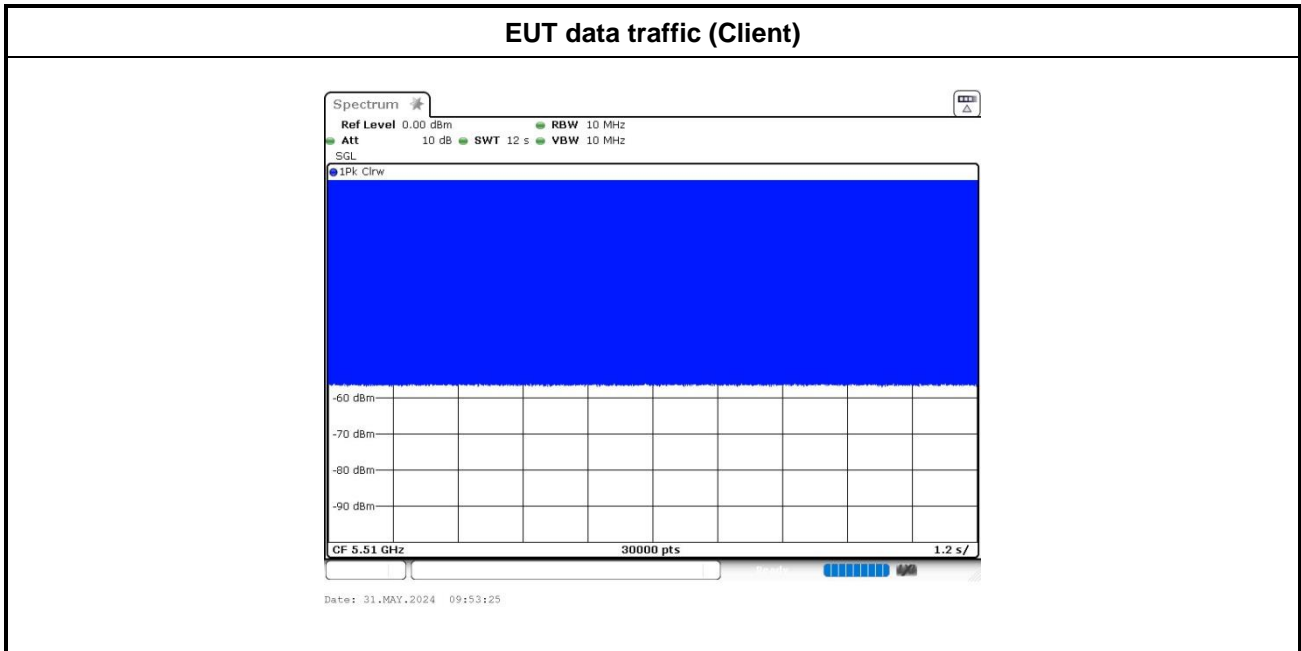 EUT data traffic (Client)
Spectrum
Ref Level 0.00 dBm RBW 10 MHz
Att 10 dB SWT 12 s VBW 10 MHz
SGL
1Pk Clrw
-60 dBm
-70 dBm
-80 dBm
-90 dBm
CF 5.51 GHz 30000 pts 1.2 s/
Date: 31.MAY.2024 09:53:25